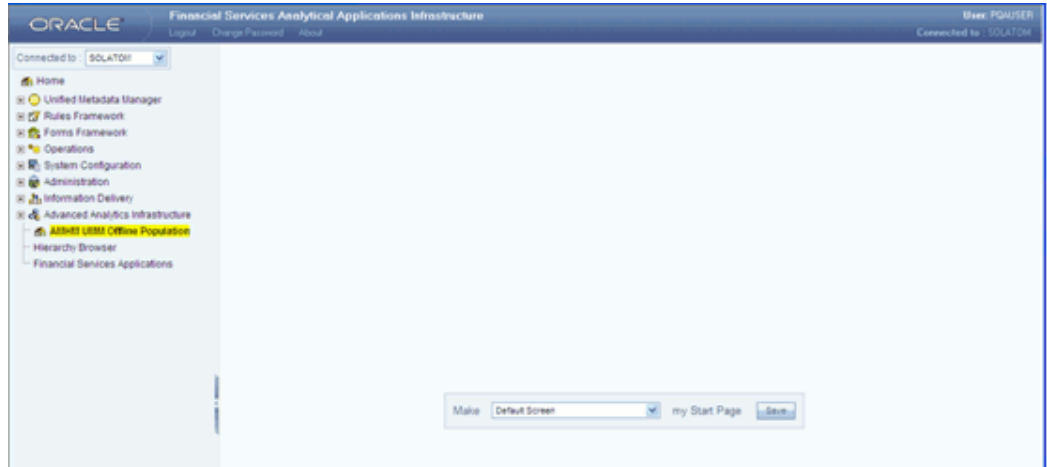 ORACLE
Financial Services Analytical Applications Infrastructure
Logout Change Password About
User: PQAUSER
Connected to : SOLATOM
Connected to : SOLATOM
Home
Unified Metadata Manager
Rules Framework
Forms Framework
Operations
System Configuration
Administration
Information Delivery
Advanced Analytics Infrastructure
Offline Population
Hierarchy Browser
Financial Services Applications
Make Default Screen my Start Page Save